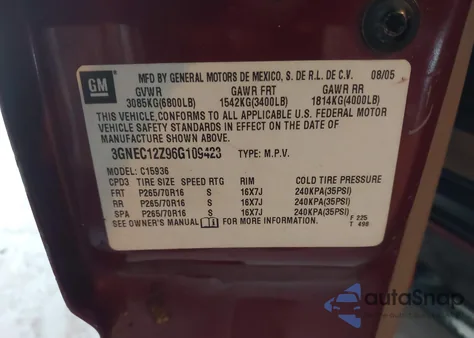 GM
MFD BY GENERAL MOTORS DE MEXICO, S. DE R.L. DE C.V. 08/05
GVWR GAWR FRT GAWR RR
3085KG(6800LB) 1542KG(3400LB) 1814KG(4000LB)
THIS VEHICLE, CONFORMS TO ALL APPLICABLE U.S. FEDERAL MOTOR
VEHICLE SAFETY STANDARDS IN EFFECT ON THE DATE OF
MANUFACTURE SHOWN ABOVE.
3GNEC12Z96G109423 TYPE: M.P.V.
MODEL: C15936
CPD3 TIRE SIZE SPEED RTG RIM COLD TIRE PRESSURE
FRT P265/70R16 S 16X7J 240KPA(35PSI)
RR P265/70R16 S 16X7J 240KPA(35PSI)
SPA P265/70R16 S 16X7J 240KPA(35PSI)
SEE OWNER'S MANUAL FOR MORE INFORMATION. F 225
T 498
autoSnap